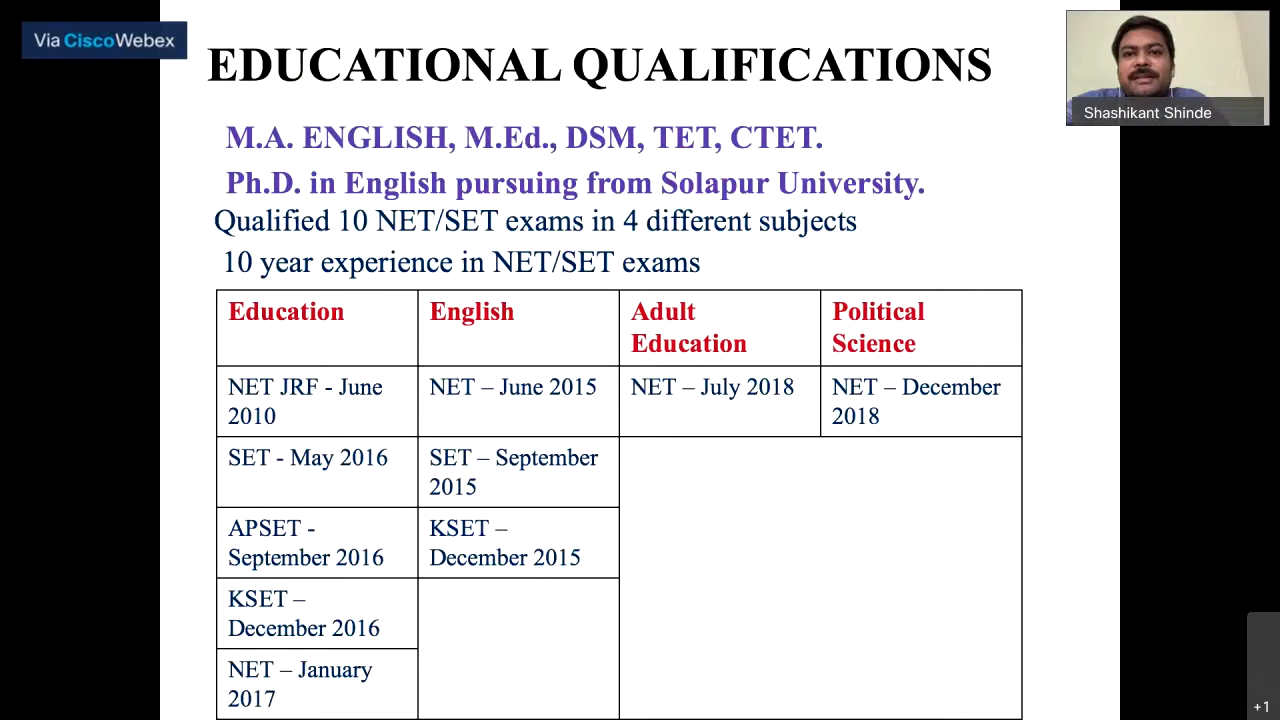 Via CiscoWebex
EDUCATIONAL QUALIFICATIONS
Shashikant Shinde
M.A. ENGLISH, M.Ed., DSM, TET, CTET.
Ph.D. in English pursuing from Solapur University.
Qualified 10 NET/SET exams in 4 different subjects
10 year experience in NET/SET exams
Education
English
Adult
Education
Political
Science
NET JRF - June
2010
NET – June 2015
NET – July 2018
NET – December
2018
SET - May 2016
SET – September
2015
APSET -
September 2016
KSET –
December 2015
KSET –
December 2016
NET – January
2017
+1